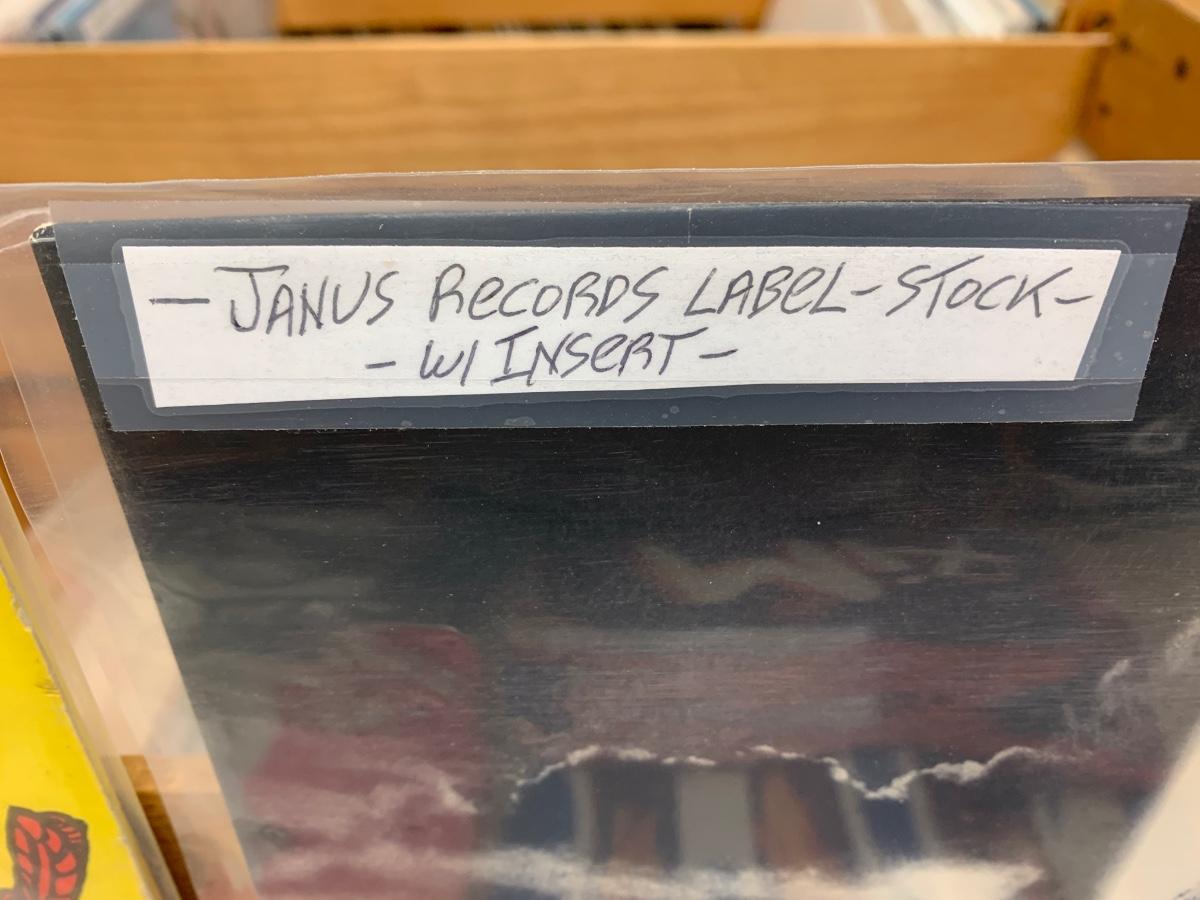 — JANUS RECORDS LABEL - STOCK -
- W/ INSERT -